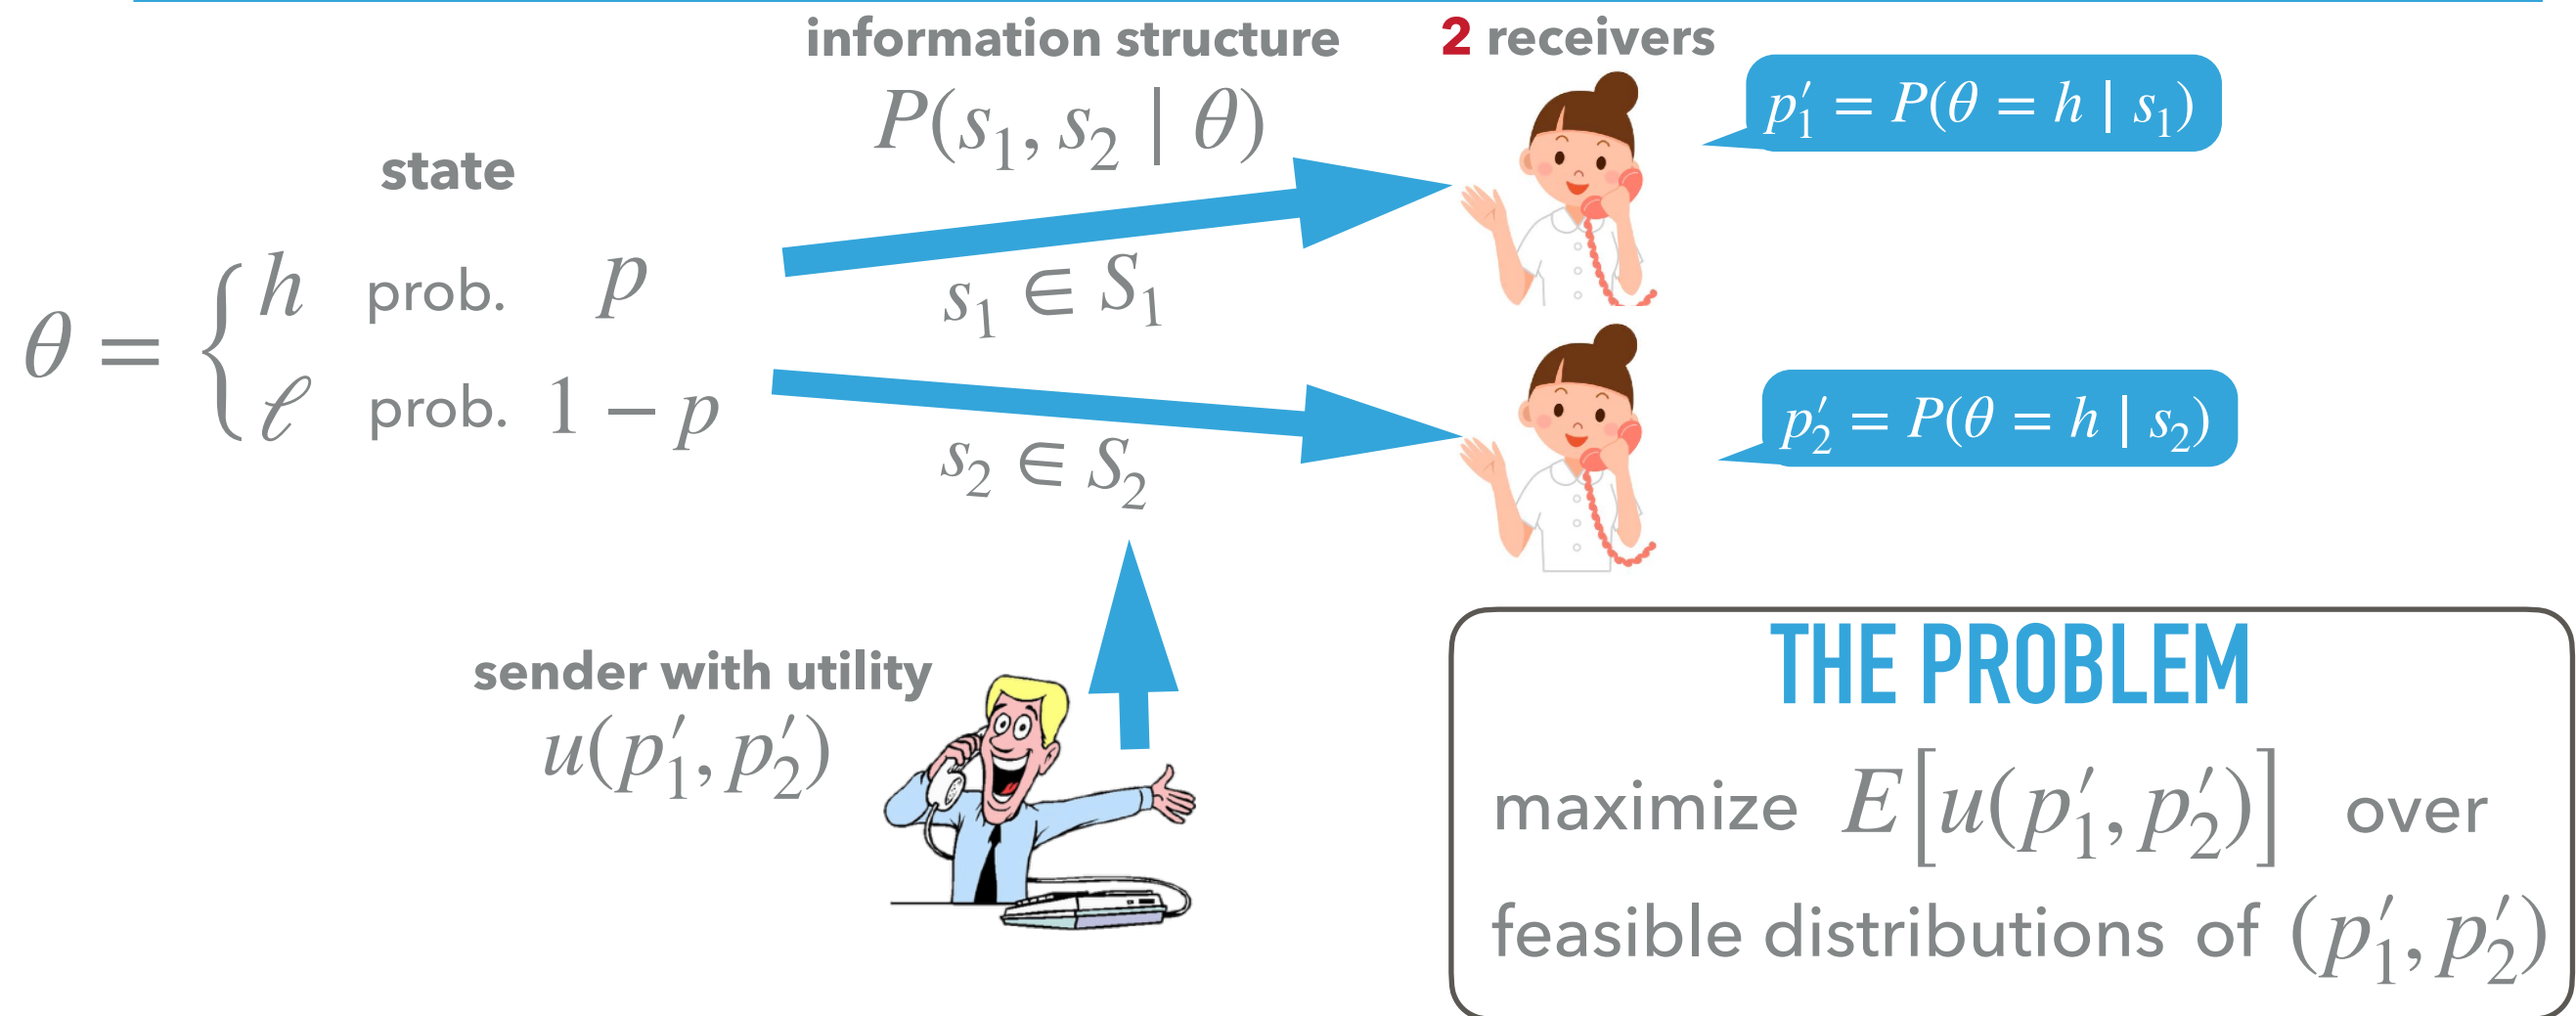 information structure
P(s₁, s₂ | θ)
2 receivers
p′₁ = P(θ = h | s₁)
state
θ = { h prob. p
ℓ prob. 1 − p
s₁ ∈ S₁
s₂ ∈ S₂
p′₂ = P(θ = h | s₂)
sender with utility
u(p′₁, p′₂)
THE PROBLEM
maximize E[u(p′₁, p′₂)] over
feasible distributions of (p′₁, p′₂)